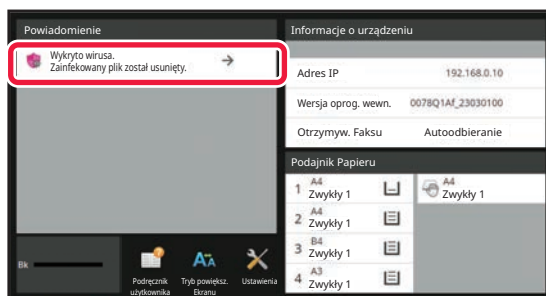 Powiadomienie
Wykryto wirusa.
Zainfekowany plik został usunięty.
Bk
Podręcznik
użytkownika
Tryb powiększ.
Ekranu
Ustawienia
Informacje o urządzeniu
Adres IP 192.168.0.10
Wersja oprog. wewn. 0078Q1Af_23030100
Otrzymyw. Faksu Autoodbieranie
Podajnik Papieru
1 A4
Zwykły 1
2 A4
Zwykły 1
3 B4
Zwykły 1
4 A3
Zwykły 1
A4
Zwykły 1